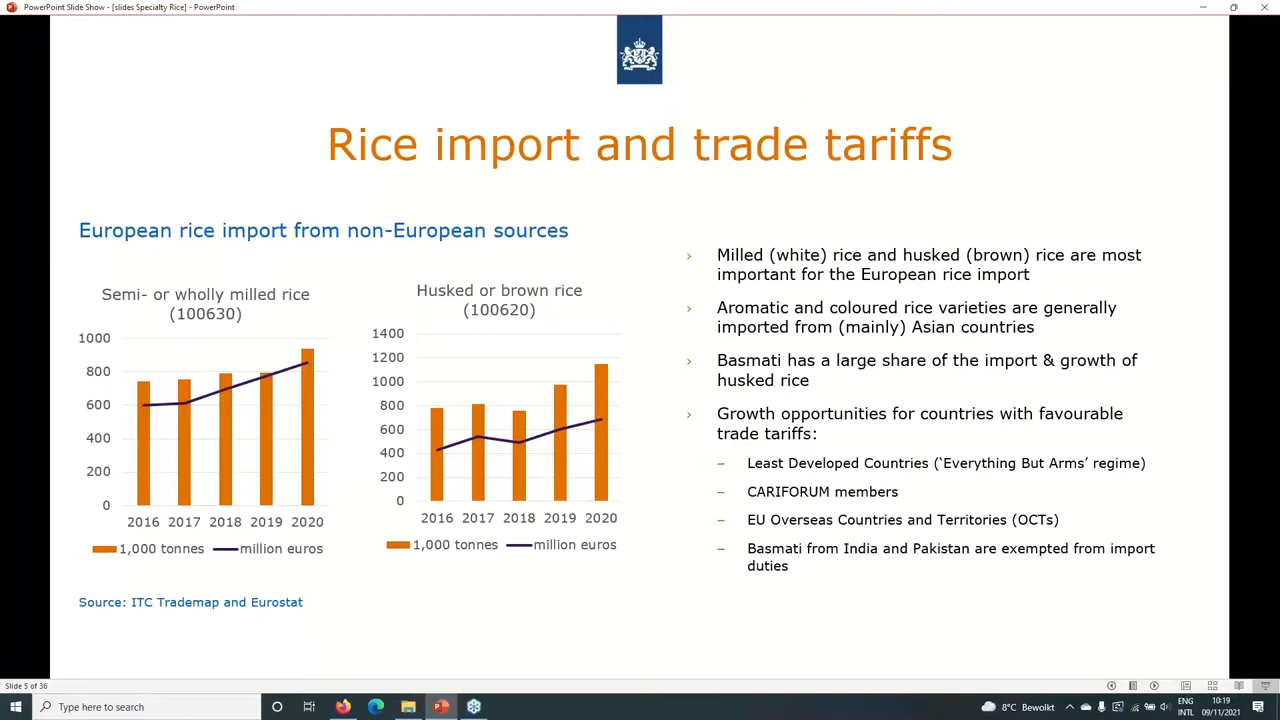 PowerPoint Slide Show - [slides Specialty Rice] - PowerPoint
Rice import and trade tariffs
European rice import from non-European sources
Semi- or wholly milled rice
(100630)
1000
800
600
400
200
0
2016 2017 2018 2019 2020
1,000 tonnes million euros
Husked or brown rice
(100620)
1400
1200
1000
800
600
400
200
0
2016 2017 2018 2019 2020
1,000 tonnes million euros
Source: ITC Trademap and Eurostat
› Milled (white) rice and husked (brown) rice are most
important for the European rice import
› Aromatic and coloured rice varieties are generally
imported from (mainly) Asian countries
› Basmati has a large share of the import & growth of
husked rice
› Growth opportunities for countries with favourable
trade tariffs:
– Least Developed Countries (‘Everything But Arms’ regime)
– CARIFORUM members
– EU Overseas Countries and Territories (OCTs)
– Basmati from India and Pakistan are exempted from import
duties
Slide 5 of 36
Type here to search
8°C Bewolkt
ENG
INTL
10:19
09/11/2021